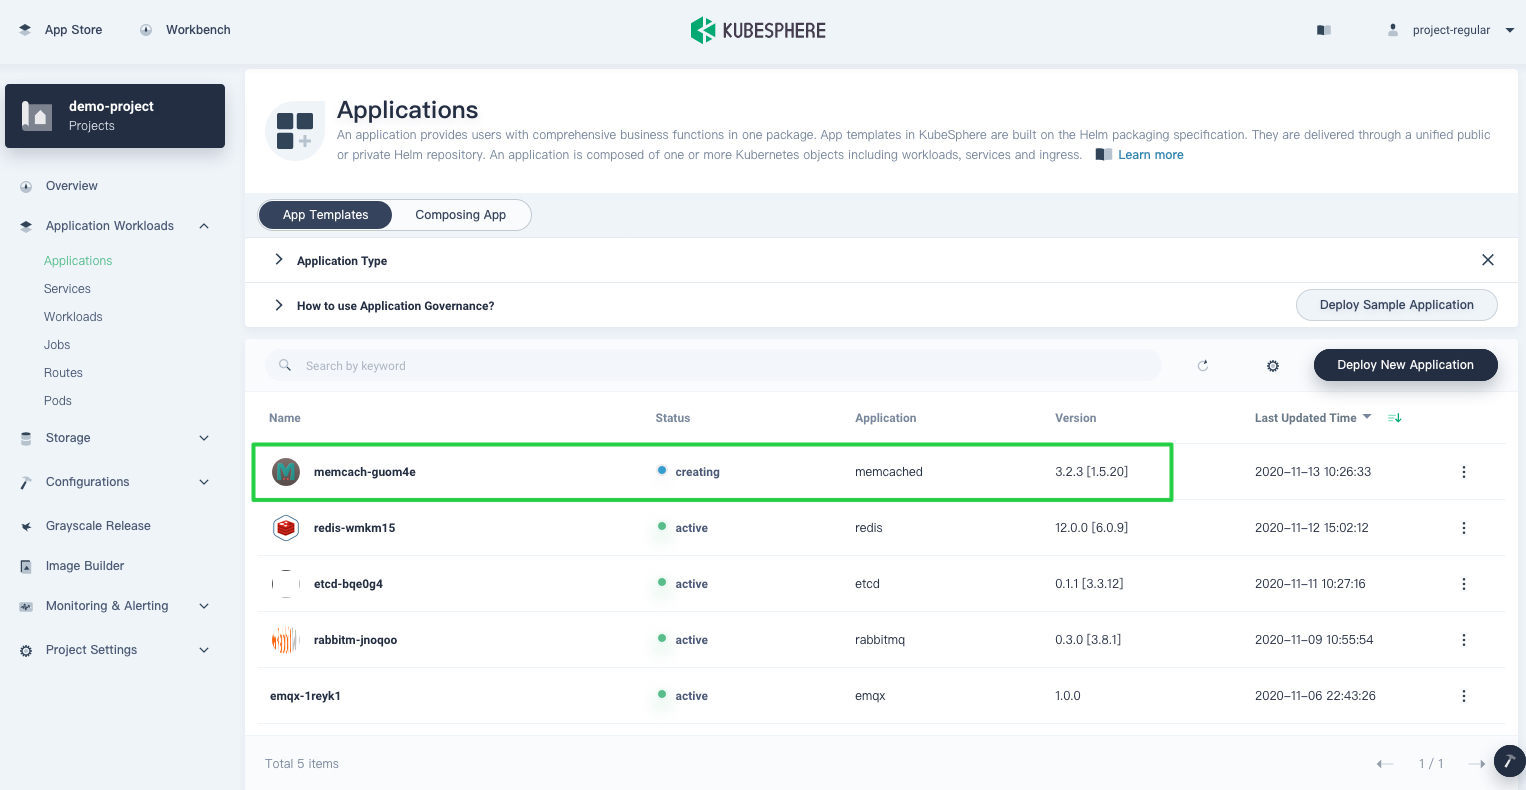 App Store
Workbench
KUBESPHERE
project-regular
demo-project
Projects
Overview
Application Workloads
Applications
Services
Workloads
Jobs
Routes
Pods
Storage
Configurations
Grayscale Release
Image Builder
Monitoring & Alerting
Project Settings
Applications
An application provides users with comprehensive business functions in one package. App templates in KubeSphere are built on the Helm packaging specification. They are delivered through a unified public
or private Helm repository. An application is composed of one or more Kubernetes objects including workloads, services and ingress. Learn more
App Templates
Composing App
Application Type
How to use Application Governance?
Deploy Sample Application
Search by keyword
Deploy New Application
Name Status Application Version Last Updated Time
memcach-guom4e creating memcached 3.2.3 [1.5.20] 2020-11-13 10:26:33
redis-wmkm15 active redis 12.0.0 [6.0.9] 2020-11-12 15:02:12
etcd-bqe0g4 active etcd 0.1.1 [3.3.12] 2020-11-11 10:27:16
rabbitm-jnoqoo active rabbitmq 0.3.0 [3.8.1] 2020-11-09 10:55:54
emqx-1reyk1 active emqx 1.0.0 2020-11-06 22:43:26
Total 5 items
1 / 1